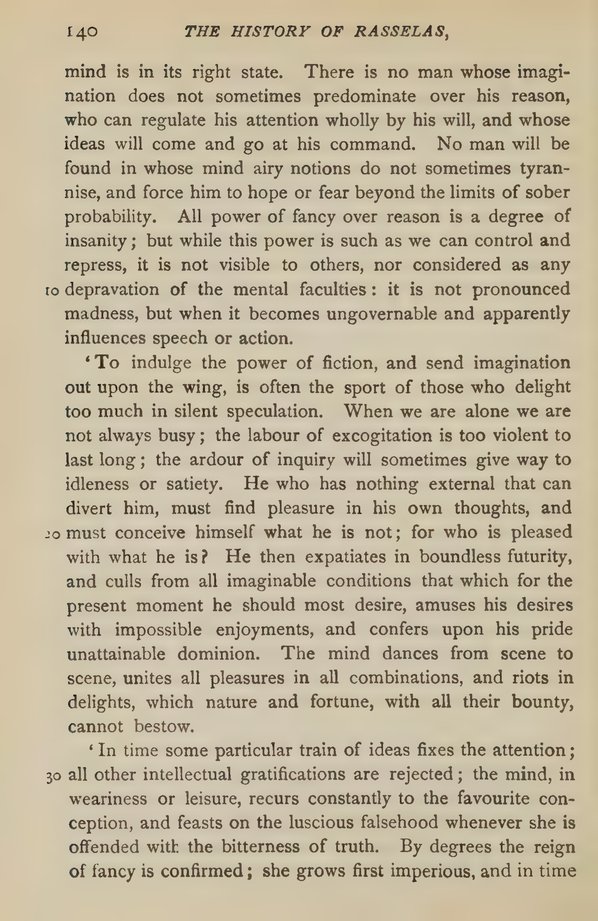 140 THE HISTORY OF RASSELAS,
mind is in its right state. There is no man whose imagi-
nation does not sometimes predominate over his reason,
who can regulate his attention wholly by his will, and whose
ideas will come and go at his command. No man will be
found in whose mind airy notions do not sometimes tyran-
nise, and force him to hope or fear beyond the limits of sober
probability. All power of fancy over reason is a degree of
insanity; but while this power is such as we can control and
repress, it is not visible to others, nor considered as any
10 depravation of the mental faculties: it is not pronounced
madness, but when it becomes ungovernable and apparently
influences speech or action.
‘To indulge the power of fiction, and send imagination
out upon the wing, is often the sport of those who delight
too much in silent speculation. When we are alone we are
not always busy; the labour of excogitation is too violent to
last long; the ardour of inquiry will sometimes give way to
idleness or satiety. He who has nothing external that can
divert him, must find pleasure in his own thoughts, and
20 must conceive himself what he is not; for who is pleased
with what he is? He then expatiates in boundless futurity,
and culls from all imaginable conditions that which for the
present moment he should most desire, amuses his desires
with impossible enjoyments, and confers upon his pride
unattainable dominion. The mind dances from scene to
scene, unites all pleasures in all combinations, and riots in
delights, which nature and fortune, with all their bounty,
cannot bestow.
‘In time some particular train of ideas fixes the attention;
30 all other intellectual gratifications are rejected; the mind, in
weariness or leisure, recurs constantly to the favourite con-
ception, and feasts on the luscious falsehood whenever she is
offended with the bitterness of truth. By degrees the reign
of fancy is confirmed; she grows first imperious, and in time